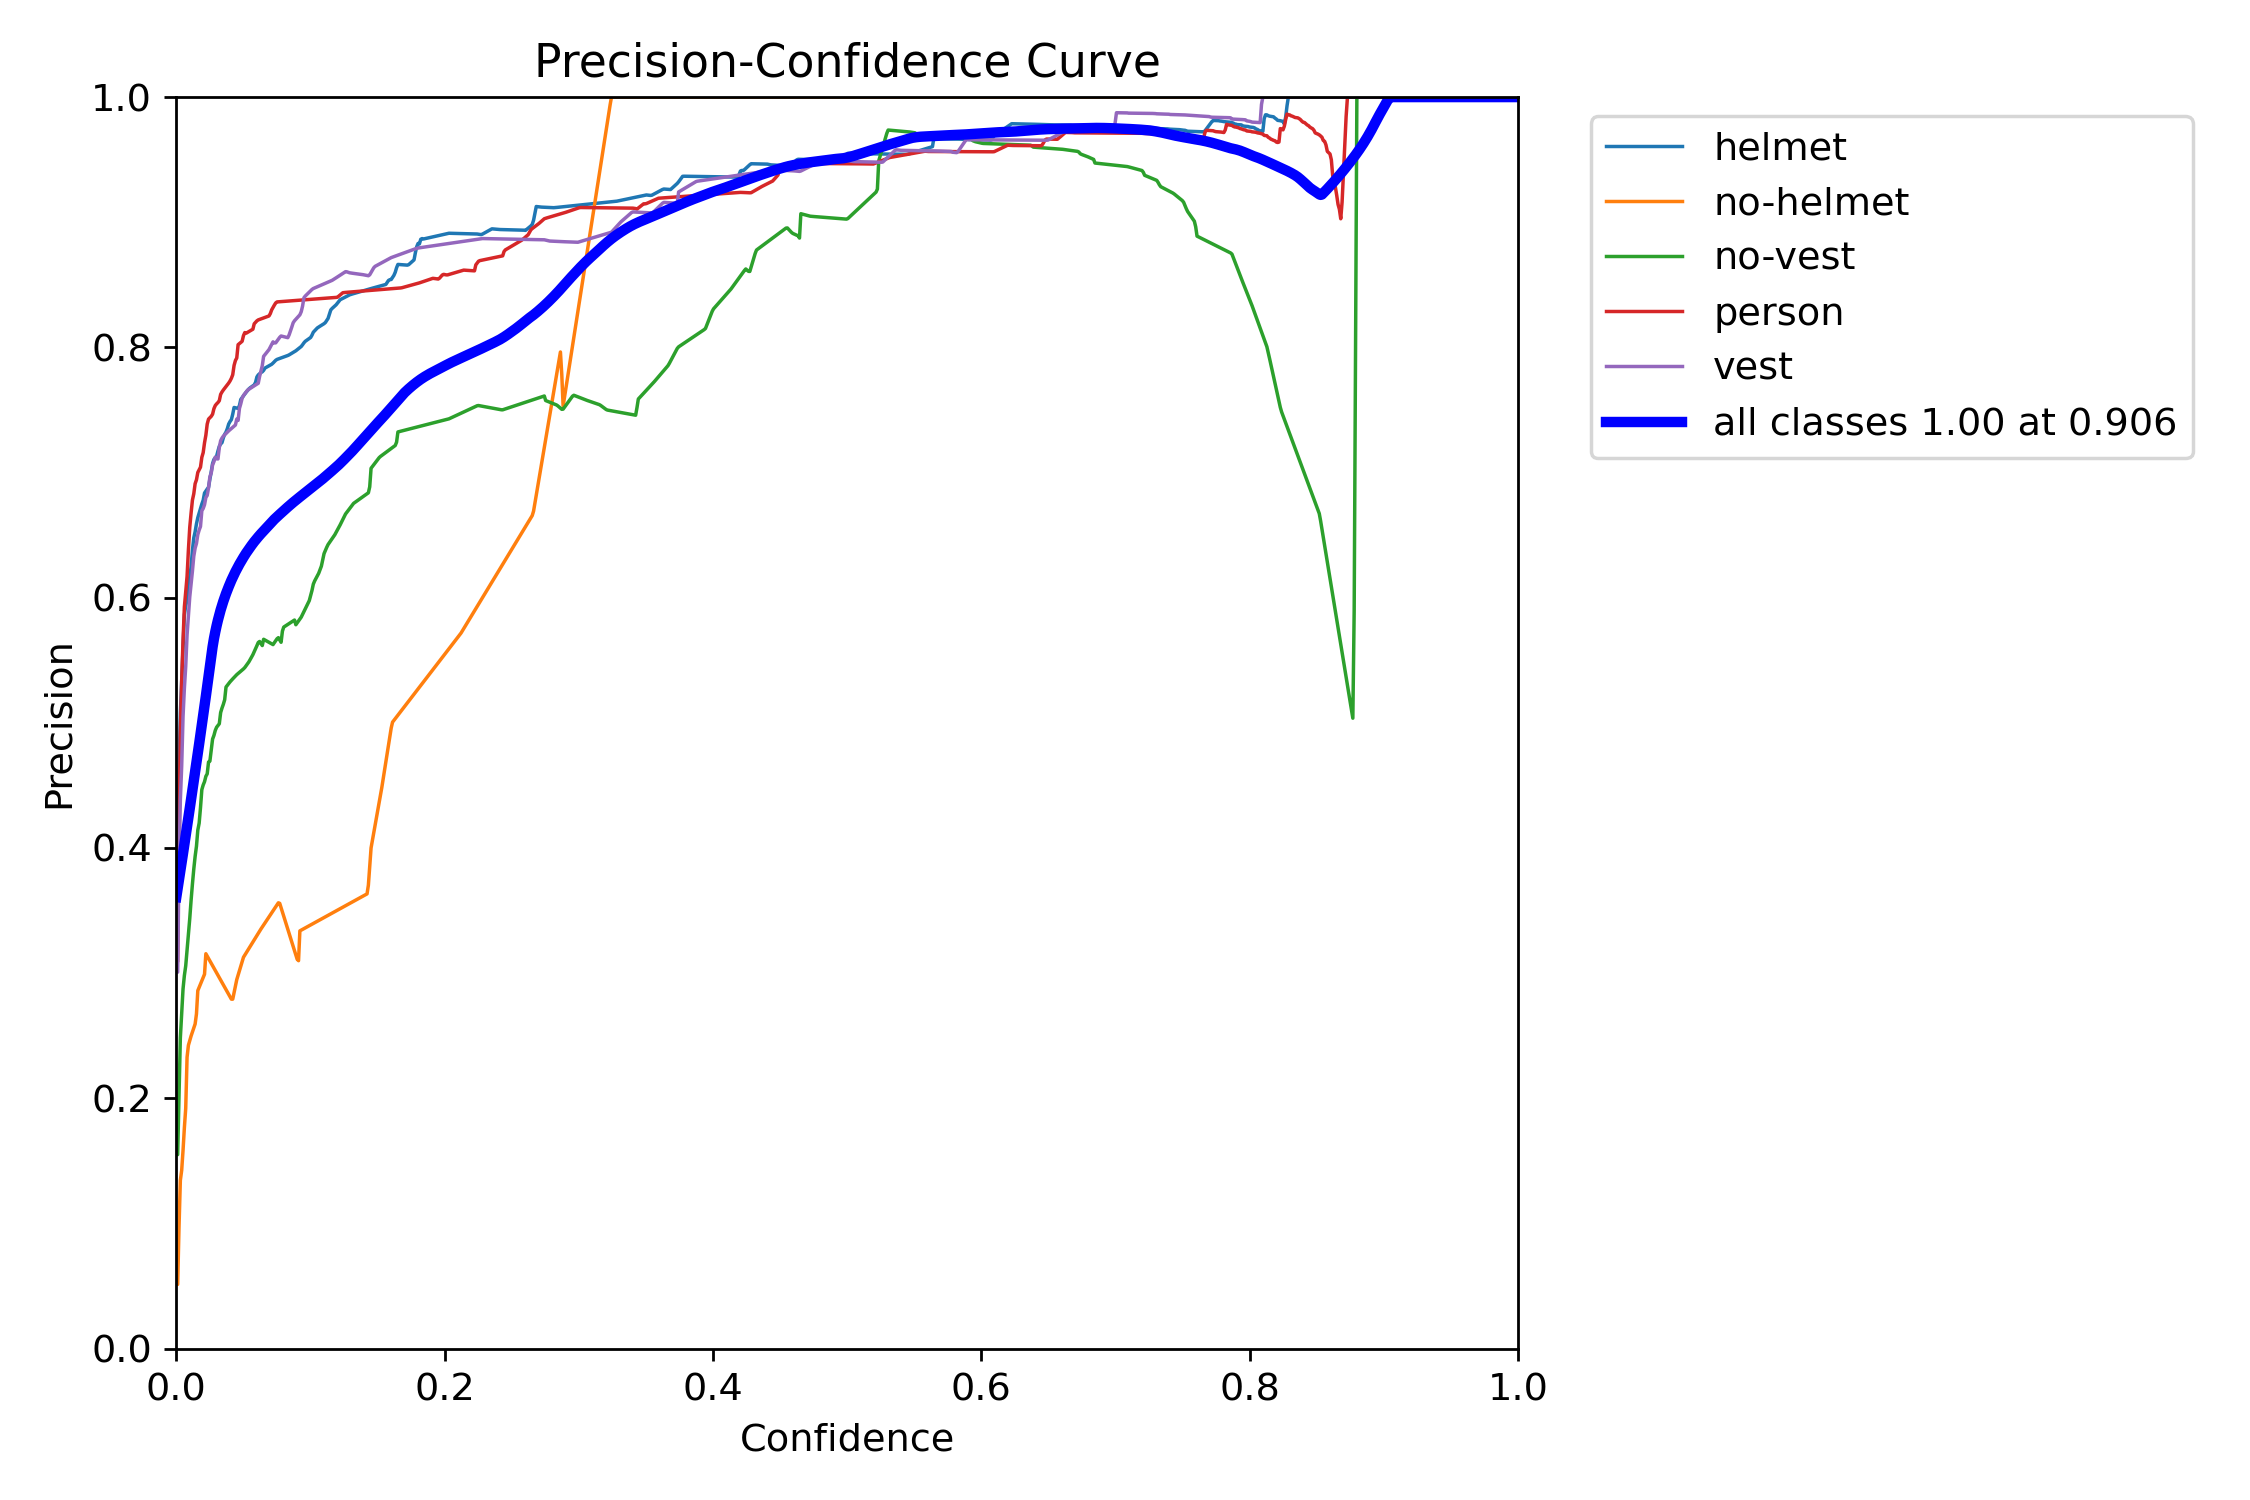 Precision-Confidence Curve
1.0
0.8
0.6
0.4
0.2
0.0
Precision
0.0 0.2 0.4 0.6 0.8 1.0
Confidence
helmet
no-helmet
no-vest
person
vest
all classes 1.00 at 0.906